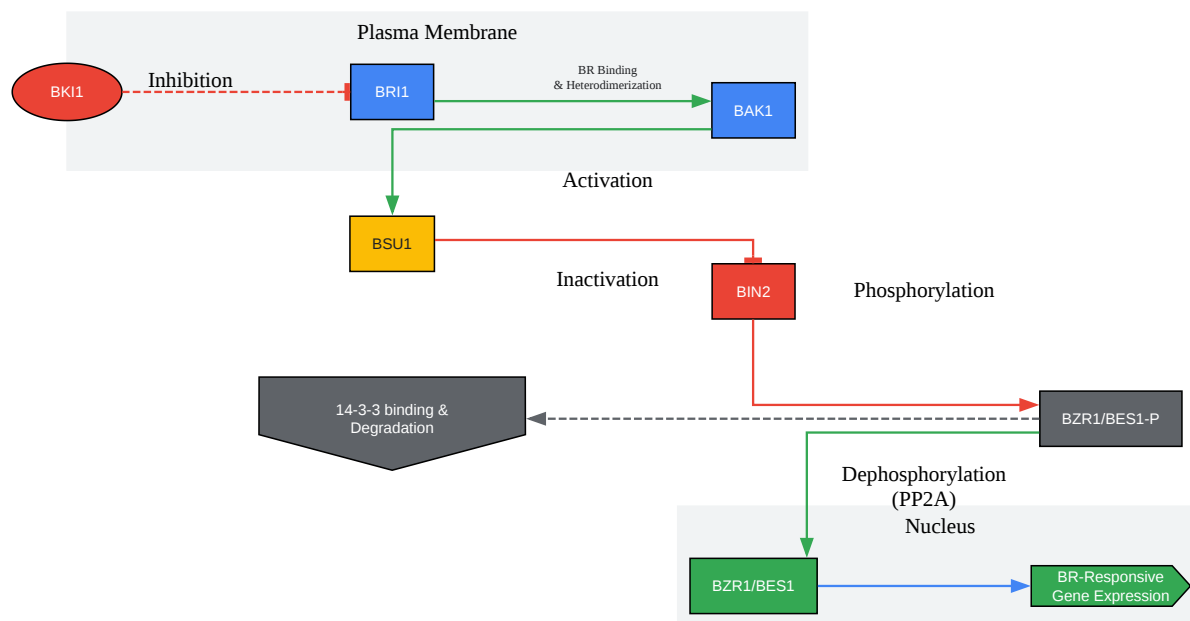 Plasma Membrane
BKI1
Inhibition
BRI1
BR Binding
& Heterodimerization
BAK1
Activation
BSU1
Inactivation
BIN2
Phosphorylation
14-3-3 binding &
Degradation
BZR1/BES1-P
Dephosphorylation
(PP2A)
Nucleus
BZR1/BES1
BR-Responsive
Gene Expression